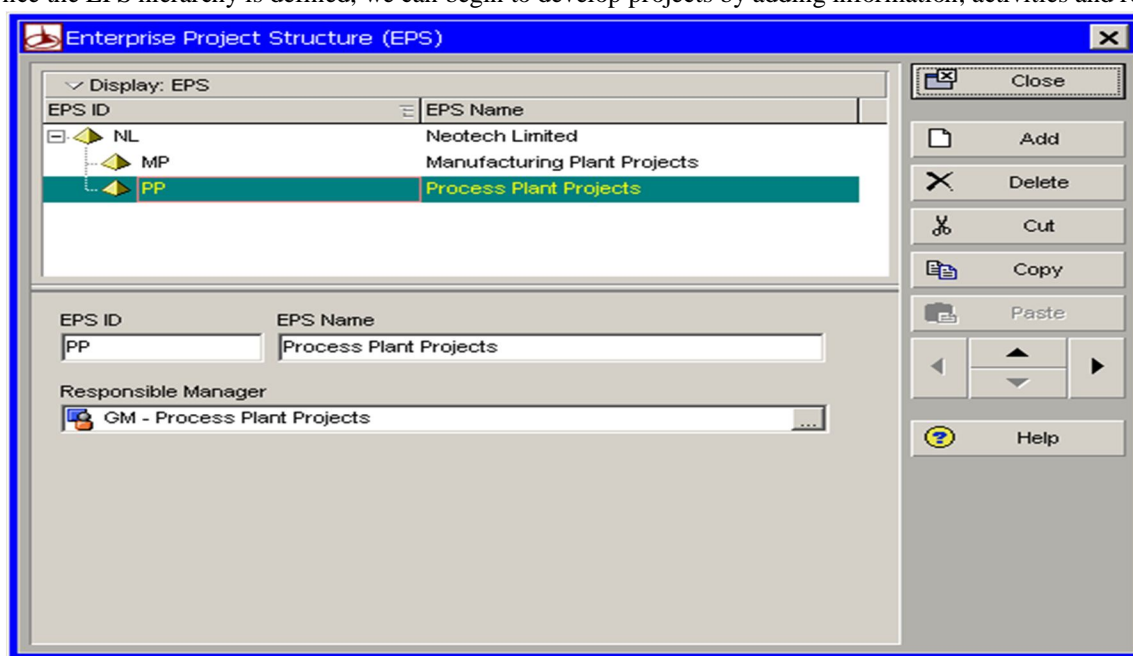 nce the EPS hierarchy is defined, we can begin to develop projects by adding information, activities and
Enterprise Project Structure (EPS)
Display: EPS
EPS ID EPS Name
NL Neotech Limited
MP Manufacturing Plant Projects
PP Process Plant Projects
EPS ID EPS Name
PP Process Plant Projects
Responsible Manager
GM - Process Plant Projects
...
Close
Add
Delete
Cut
Copy
Paste
Help